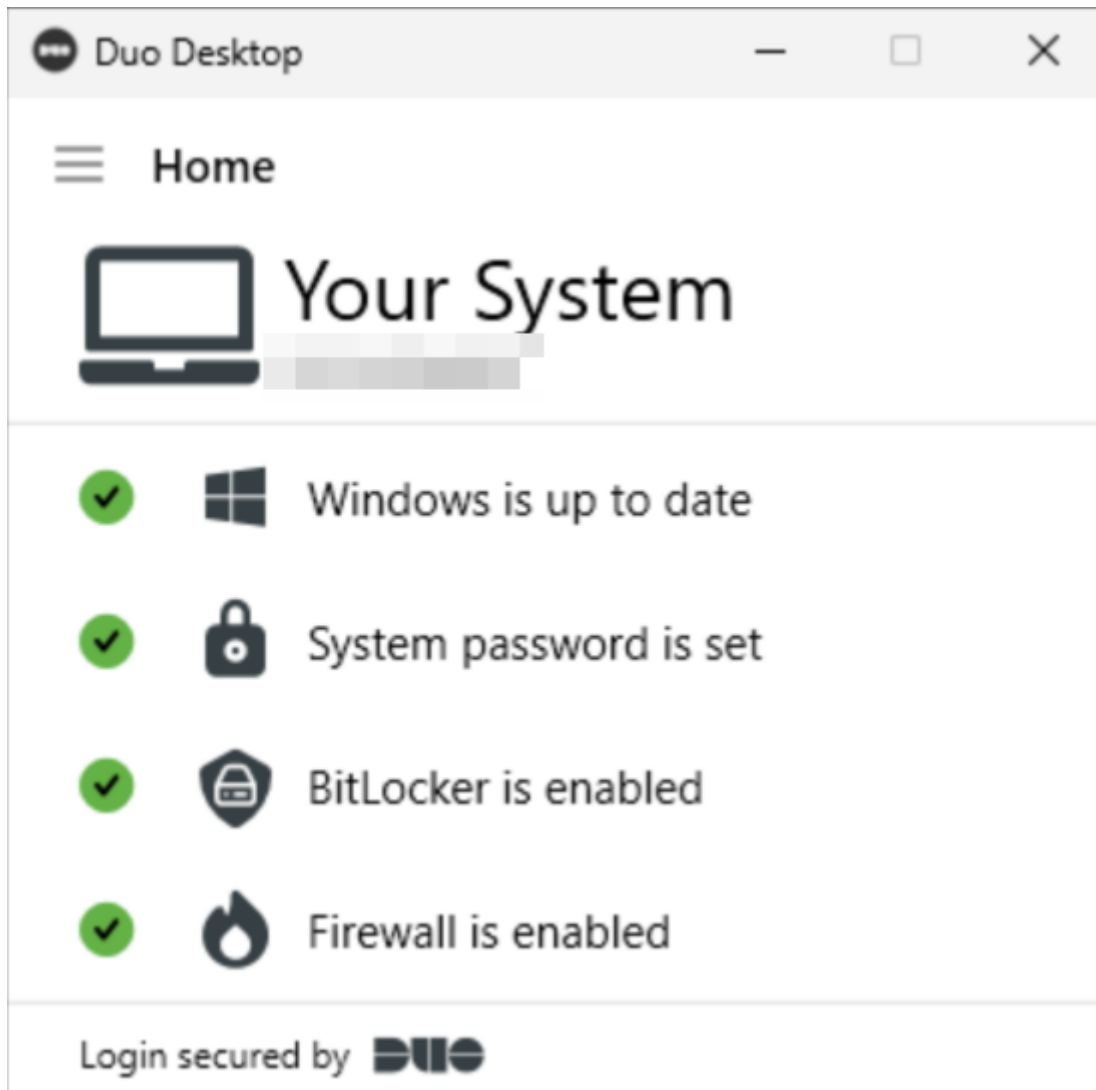 Duo Desktop
Home
Your System
Windows is up to date
System password is set
BitLocker is enabled
Firewall is enabled
Login secured by DUO